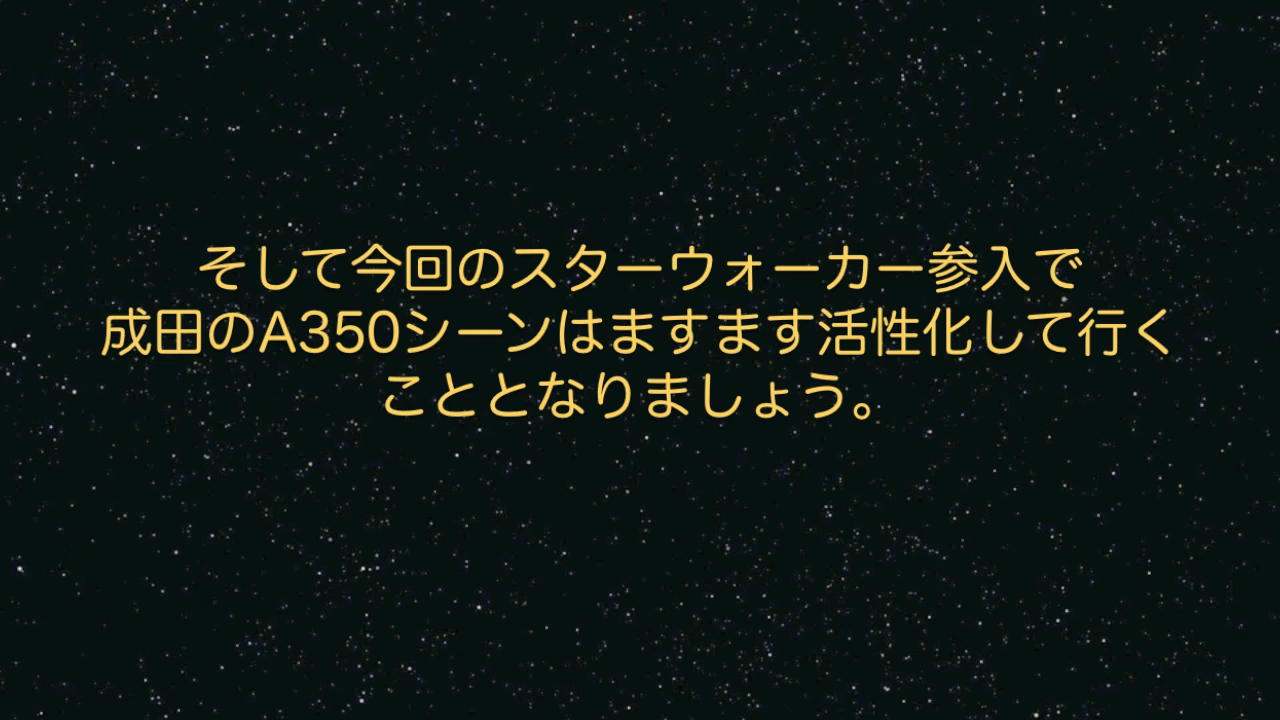 そして今回のスターウォーカー参入で
成田のA350シーンはますます活性化して行く
こととなりましょう。